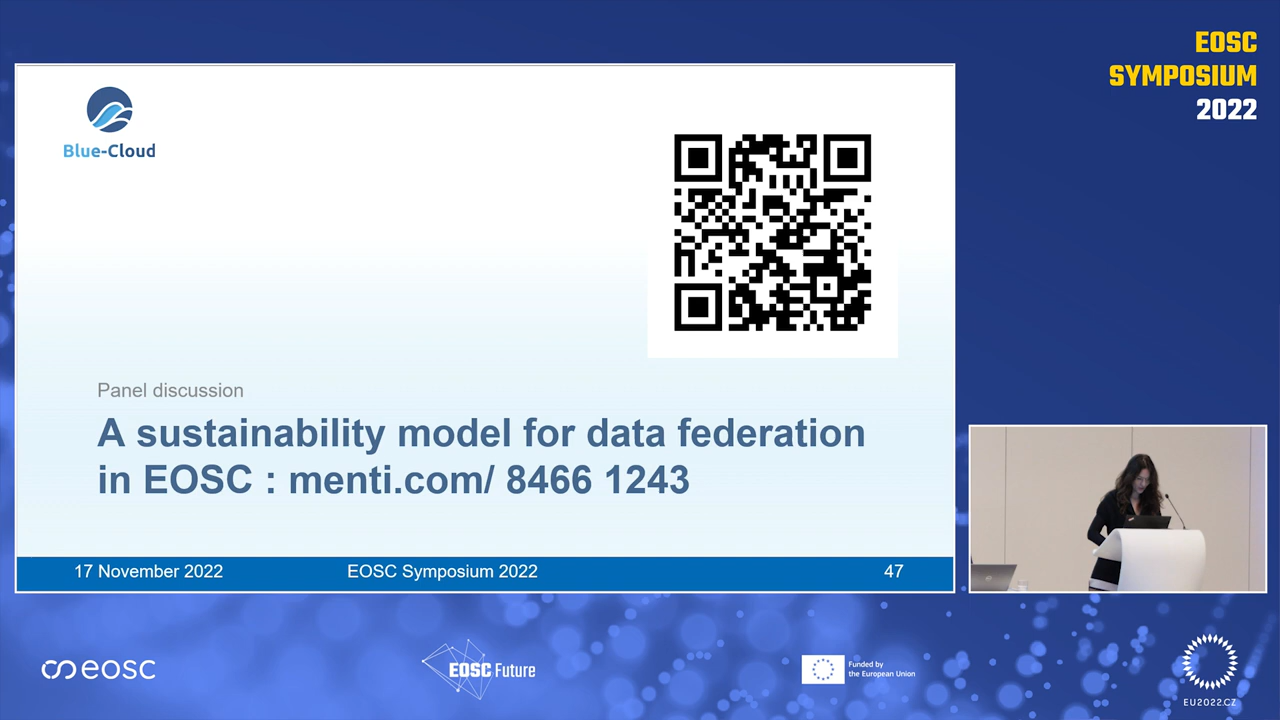 EOSC
SYMPOSIUM
2022
Blue-Cloud
Panel discussion
A sustainability model for data federation
in EOSC : menti.com/ 8466 1243
17 November 2022
EOSC Symposium 2022
47
eosc
EOSC Future
Funded by
the European Union
EU2022.CZ